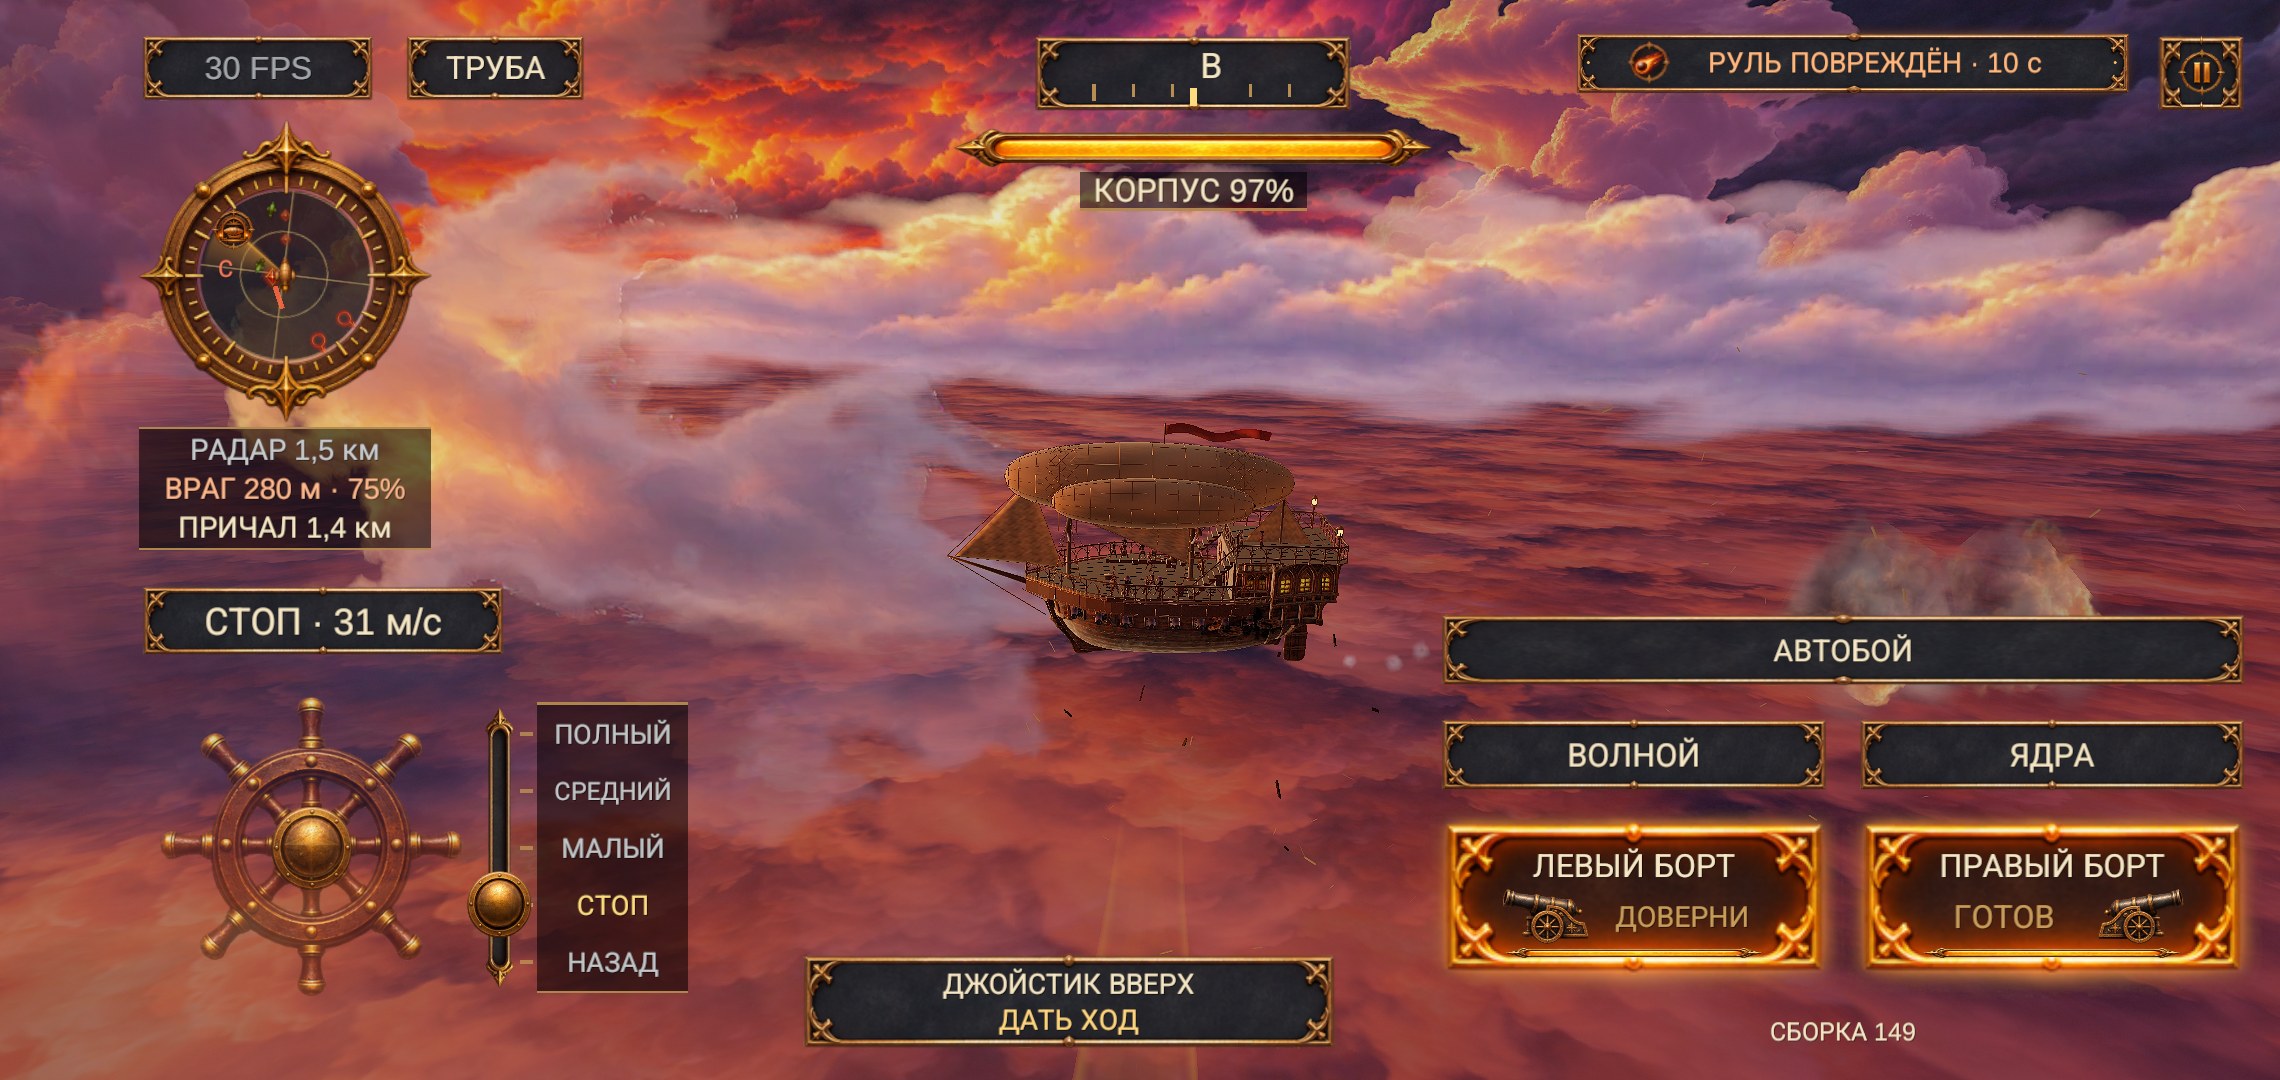 30 FPS
ТРУБА
В
РУЛЬ ПОВРЕЖДЁН · 10 с
КОРПУС 97%
С
РАДАР 1,5 км
ВРАГ 280 м · 75%
ПРИЧАЛ 1,4 км
СТОП · 31 м/с
ПОЛНЫЙ
СРЕДНИЙ
МАЛЫЙ
СТОП
НАЗАД
АВТОБОЙ
ВОЛНОЙ
ЯДРА
ЛЕВЫЙ БОРТ
ДОВЕРНИ
ПРАВЫЙ БОРТ
ГОТОВ
ДЖОЙСТИК ВВЕРХ
ДАТЬ ХОД
СБОРКА 149